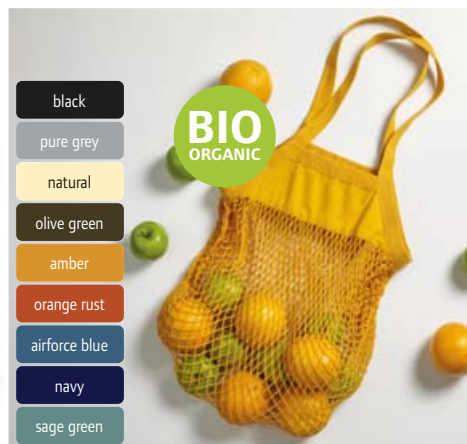 black
pure grey
natural
olive green
amber
orange rust
airforce blue
navy
sage green
BIO
ORGANIC